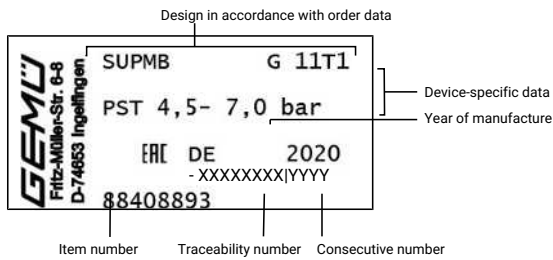 Design in accordance with order data
GEMÜ
Fritz-Müller-Str. 6-8
D-74653 Ingelfingen
SUPMB G 11T1
PST 4,5- 7,0 bar
EAC DE 2020
- XXXXXXXX|YYYY
88408893
Device-specific data
Year of manufacture
Item number Traceability number Consecutive number